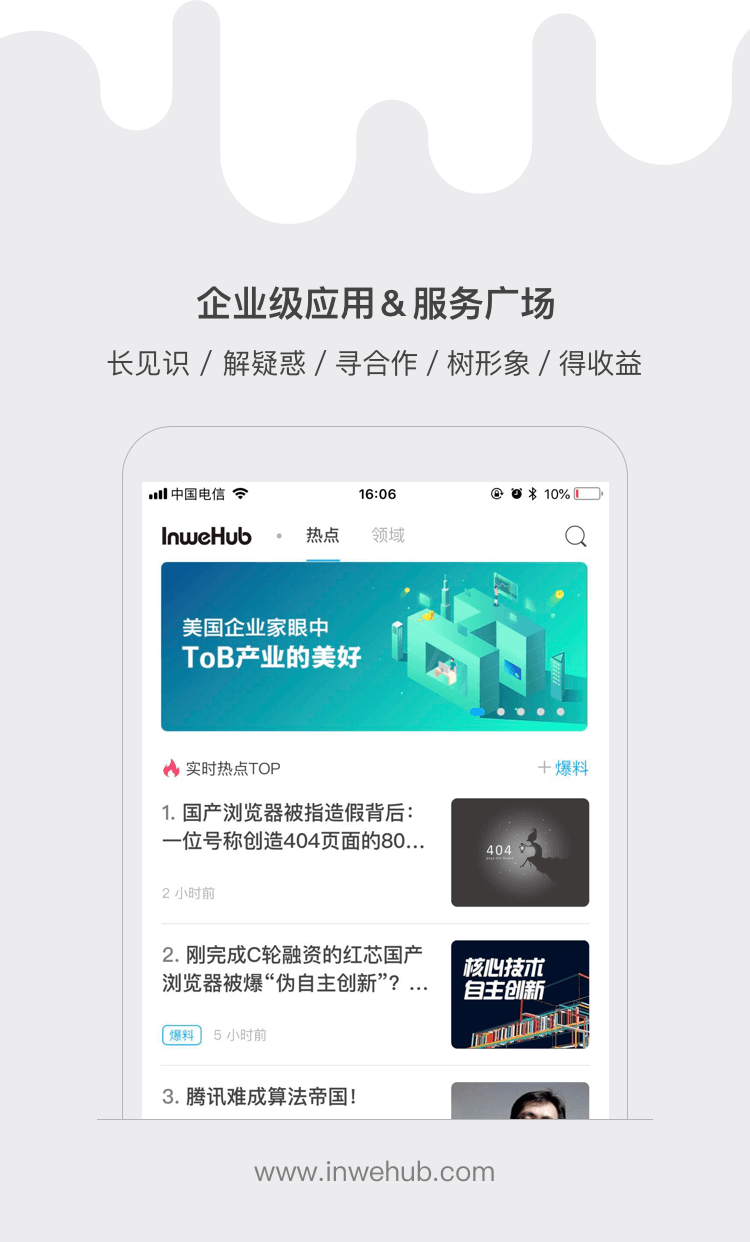 企业级应用&服务广场
长见识 / 解疑惑 / 寻合作 / 树形象 / 得收益
中国电信 16:06 10%
InweHub • 热点 领域
美国企业家眼中
ToB产业的美好
实时热点TOP +爆料
1. 国产浏览器被指造假背后：
一位号称创造404页面的80...
404
2 小时前
2. 刚完成C轮融资的红芯国产
浏览器被爆“伪自主创新”？...
核心技术
自主创新
爆料 5 小时前
3. 腾讯难成算法帝国！
www.inwehub.com